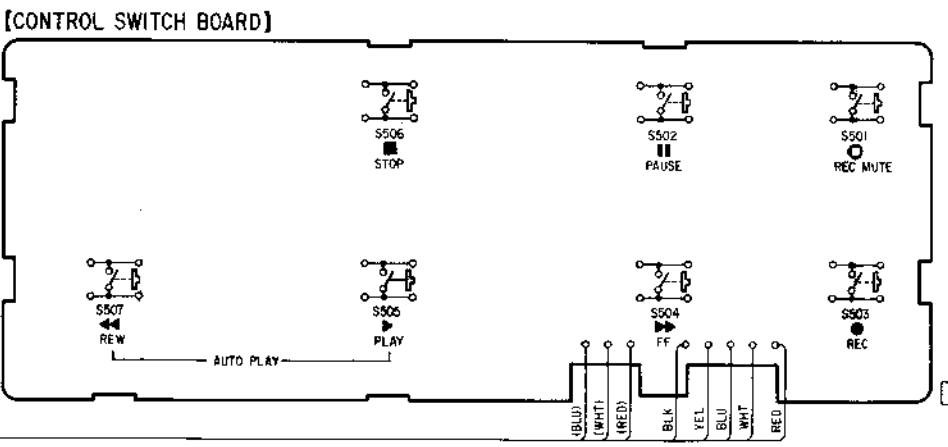 [CONTROL SWITCH BOARD]
S506
STOP
S502
PAUSE
S501
REC MUTE
S507
REW
S505
PLAY
S504
FF
S503
REC
AUTO PLAY
(BLU)
(WHT)
(RED)
BLK
YEL
BLU
WHT
RED